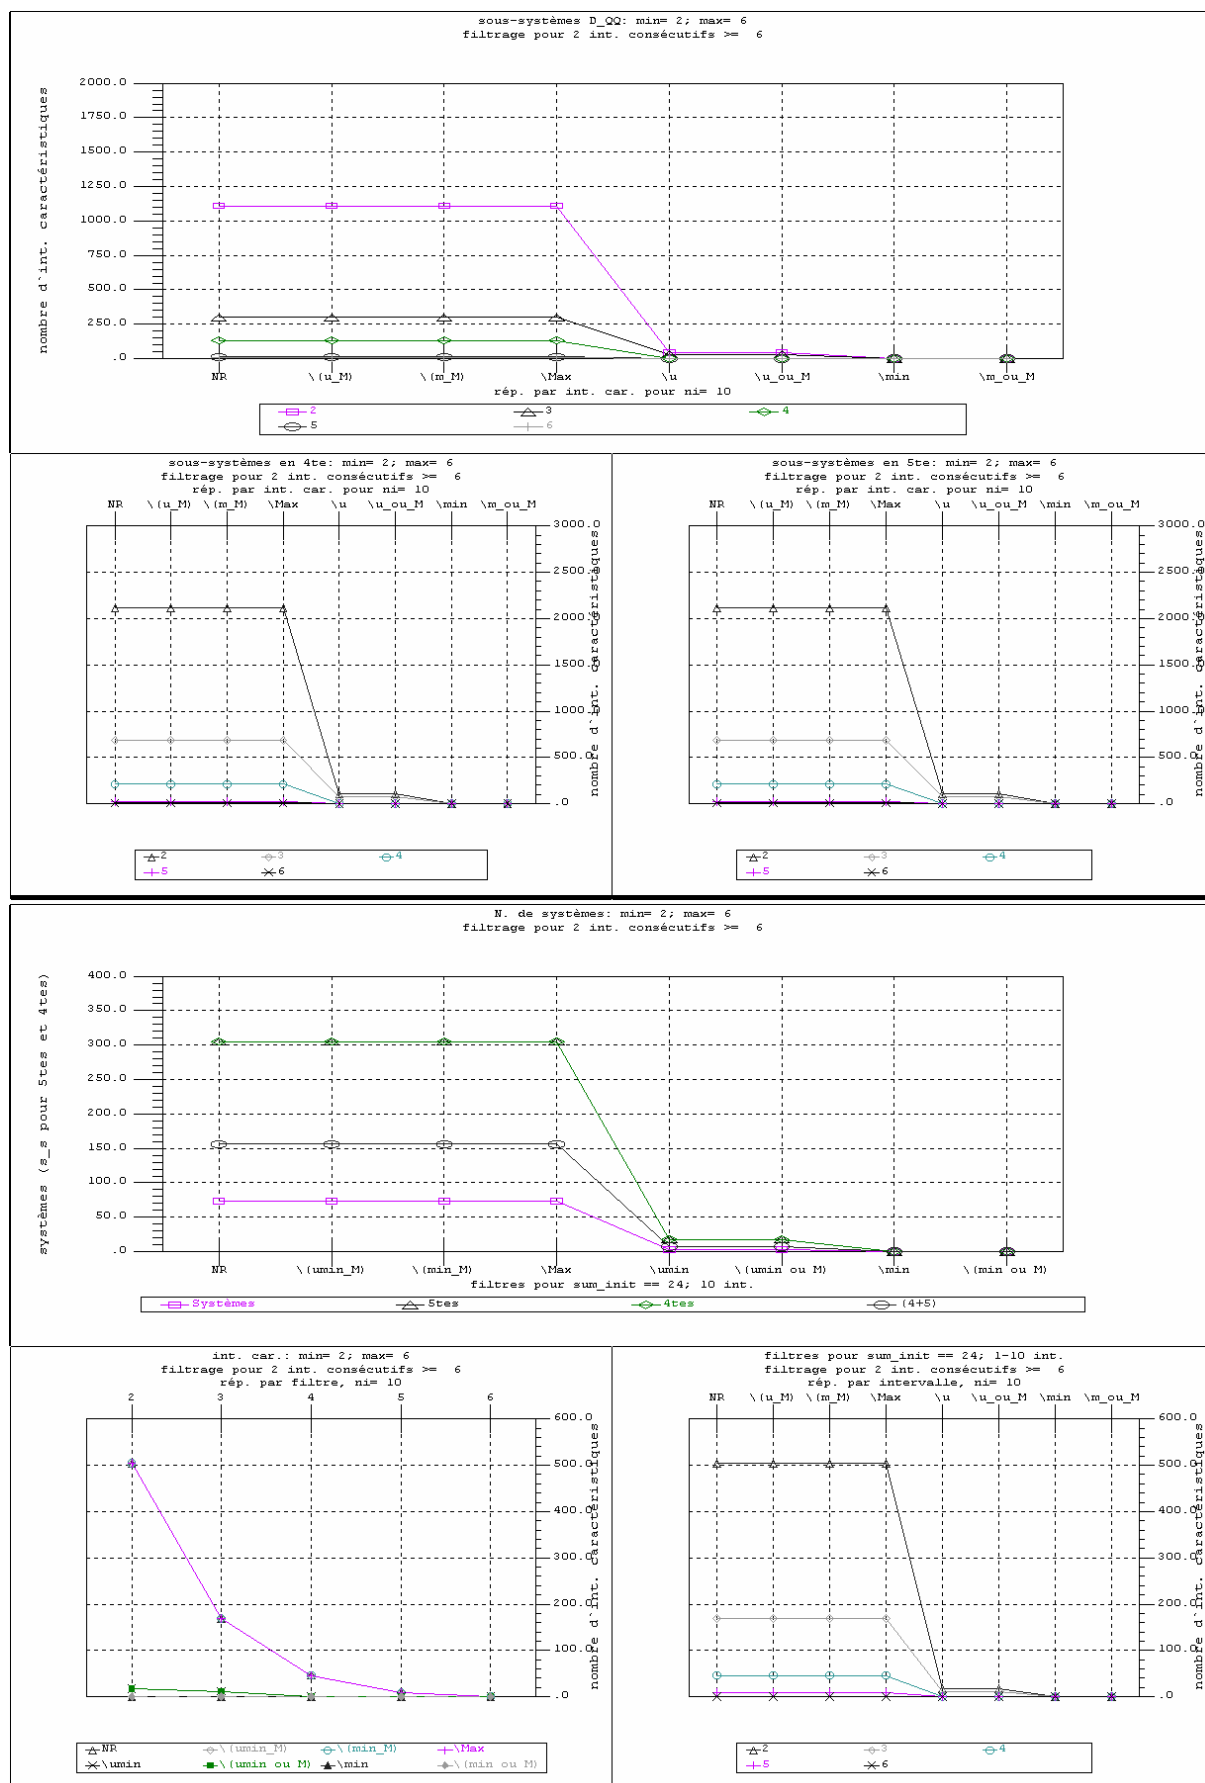 sous-systèmes D_QQ: min= 2; max= 6
filtrage pour 2 int. consécutifs >= 6
nombre d`int. caractéristiques
2000.0
1750.0
1500.0
1250.0
1000.0
750.0
500.0
250.0
.0
NR \(u_M) \(m_M) \Max \u \u_ou_M \min \m_ou_M
rép. par int. car. pour ni= 10
2 3 4
5 6
sous-systèmes en 4te: min= 2; max= 6
filtrage pour 2 int. consécutifs >= 6
rép. par int. car. pour ni= 10
NR \(u_M) \(m_M) \Max \u \u_ou_M \min \m_ou_M
3000.0
2500.0
2000.0
1500.0
1000.0
500.0
.0
nombre d`int. caractéristiques
2 3 4
5 6
sous-systèmes en 5te: min= 2; max= 6
filtrage pour 2 int. consécutifs >= 6
rép. par int. car. pour ni= 10
NR \(u_M) \(m_M) \Max \u \u_ou_M \min \m_ou_M
3000.0
2500.0
2000.0
1500.0
1000.0
500.0
.0
nombre d`int. caractéristiques
2 3 4
5 6
N. de systèmes: min= 2; max= 6
filtrage pour 2 int. consécutifs >= 6
systèmes (s_s pour 5tes et 4tes)
400.0
350.0
300.0
250.0
200.0
150.0
100.0
50.0
.0
NR \(umin_M) \(min_M) \Max \umin \(umin ou M) \min \(min ou M)
filtres pour sum_init == 24; 10 int.
Systèmes 5tes 4tes (4+5)
int. car.: min= 2; max= 6
filtrage pour 2 int. consécutifs >= 6
rép. par filtre, ni= 10
2 3 4 5 6
600.0
500.0
400.0
300.0
200.0
100.0
.0
nombre d`int. caractéristiques
NR \(umin_M) \(min_M) \Max
\umin \(umin ou M) \min \(min ou M)
filtres pour sum_init == 24; 1-10 int.
filtrage pour 2 int. consécutifs >= 6
rép. par intervalle, ni= 10
NR \(u_M) \(m_M) \Max \u \u_ou_M \min \m_ou_M
600.0
500.0
400.0
300.0
200.0
100.0
.0
nombre d`int. caractéristiques
2 3 4
5 6